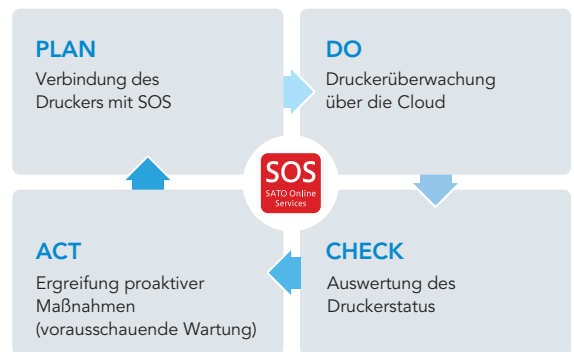 PLAN
Verbindung des
Druckers mit SOS
DO
Druckerüberwachung
über die Cloud
SOS
SATO Online
Services
ACT
Ergreifung proaktiver
Maßnahmen
(vorausschauende Wartung)
CHECK
Auswertung des
Druckerstatus